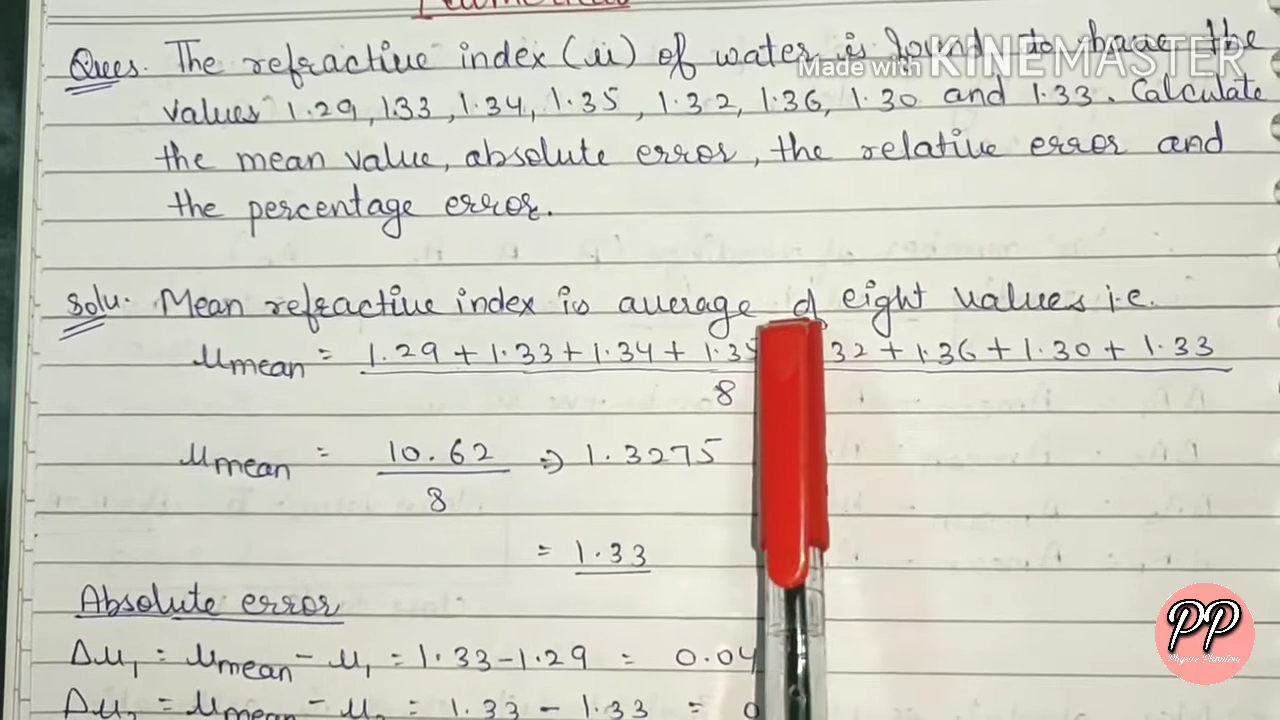 Ques. The refractive index (μ) of water is found to have the
Made with KINEMASTER
values 1.29, 1.33, 1.34, 1.35, 1.32, 1.36, 1.30 and 1.33. Calculate
the mean value, absolute error, the relative error and
the percentage error.
Solu. Mean refractive index is average of eight values i.e.
μmean = 1.29 + 1.33 + 1.34 + 1.35 32 + 1.36 + 1.30 + 1.33
8
μmean = 10.62 ⇒ 1.3275
8
= 1.33
Absolute error
PP
Δμ₁ = μmean - μ₁ = 1.33 - 1.29 = 0.04
Δμ₂ = μmean - μ₂ = 1.33 - 1.33 = 0